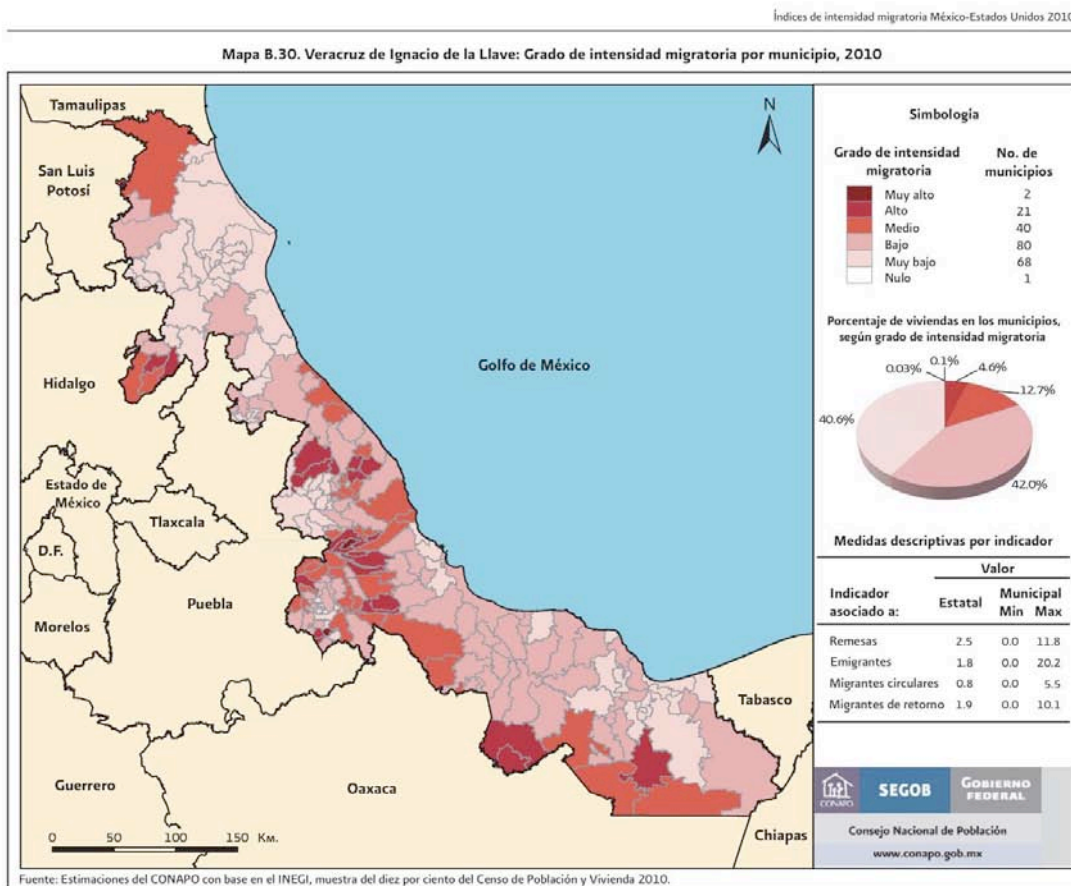 Índices de intensidad migratoria México-Estados Unidos 2010
Mapa B.30. Veracruz de Ignacio de la Llave: Grado de intensidad migratoria por municipio, 2010
Tamaulipas
San Luis
Potosí
Hidalgo
Estado de
México
Tlaxcala
D.F.
Puebla
Morelos
Guerrero
Oaxaca
Golfo de México
Tabasco
Chiapas
N
0 50 100 150 Km.
Simbología
Grado de intensidad
migratoria
No. de
municipios
Muy alto 2
Alto 21
Medio 40
Bajo 80
Muy bajo 68
Nulo 1
Porcentaje de viviendas en los municipios,
según grado de intensidad migratoria
0.03%
0.1%
4.6%
12.7%
40.6%
42.0%
Medidas descriptivas por indicador
Valor
Indicador
asociado a:
Estatal
Municipal
Min Max
Remesas 2.5 0.0 11.8
Emigrantes 1.8 0.0 20.2
Migrantes circulares 0.8 0.0 5.5
Migrantes de retorno 1.9 0.0 10.1
CONAPO
SEGOB
Gobierno
Federal
Consejo Nacional de Población
www.conapo.gob.mx
Fuente: Estimaciones del CONAPO con base en el INEGI, muestra del diez por ciento del Censo de Población y Vivienda 2010.